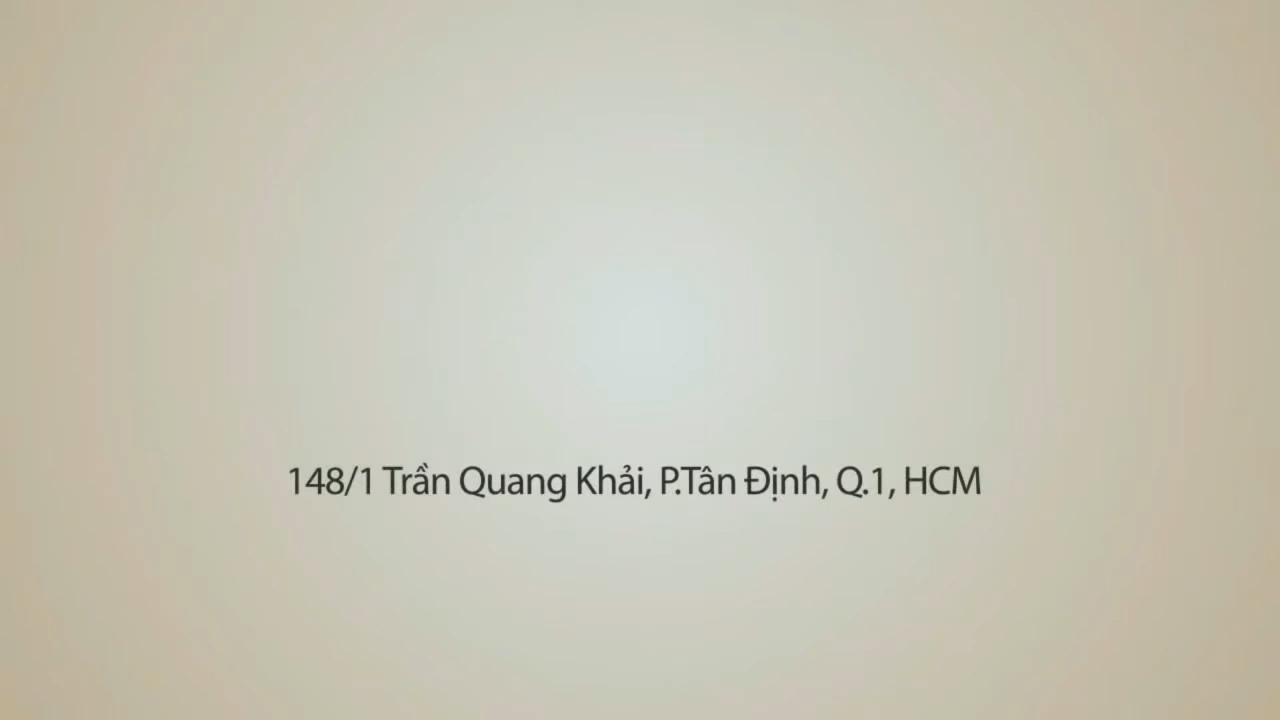 148/1 Trần Quang Khải, P.Tân Định, Q.1, HCM